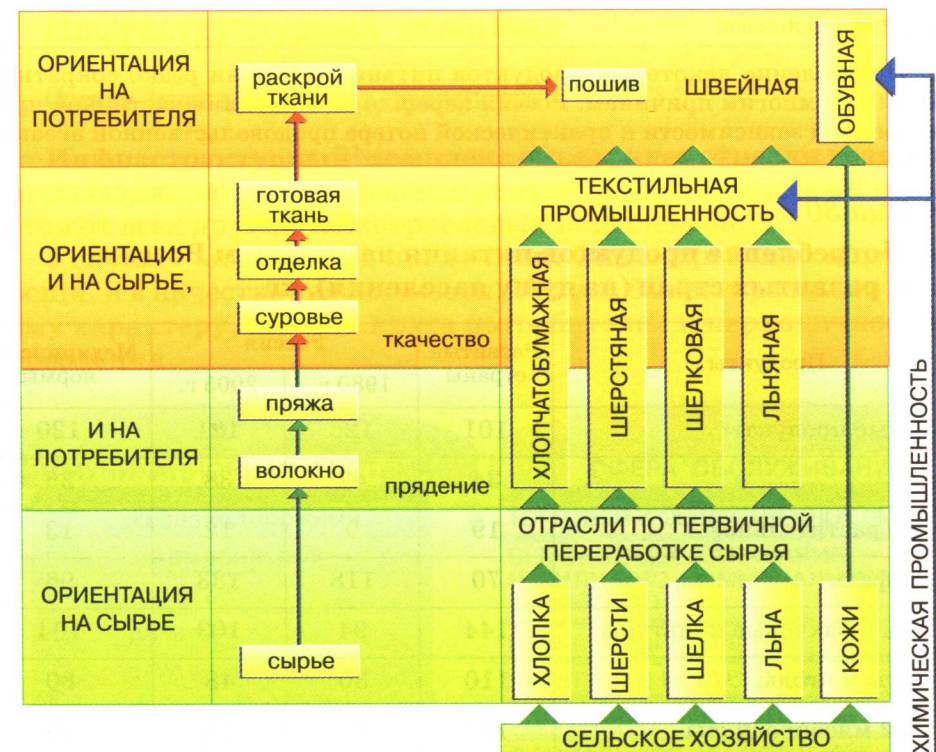 ОРИЕНТАЦИЯ
НА
ПОТРЕБИТЕЛЯ
раскрой
ткани
пошив
ШВЕЙНАЯ
ОБУВНАЯ
ОРИЕНТАЦИЯ
И НА СЫРЬЕ,
готовая
ткань
отделка
суровье
ткачество
ТЕКСТИЛЬНАЯ
ПРОМЫШЛЕННОСТЬ
ХЛОПЧАТОБУМАЖНАЯ
ШЕРСТЯНАЯ
ШЕЛКОВАЯ
ЛЬНЯНАЯ
И НА
ПОТРЕБИТЕЛЯ
пряжа
волокно
прядение
ОРИЕНТАЦИЯ
НА СЫРЬЕ
сырье
ОТРАСЛИ ПО ПЕРВИЧНОЙ
ПЕРЕРАБОТКЕ СЫРЬЯ
ХЛОПКА
ШЕРСТИ
ШЕЛКА
ЛЬНА
КОЖИ
СЕЛЬСКОЕ ХОЗЯЙСТВО
ХИМИЧЕСКАЯ ПРОМЫШЛЕННОСТЬ